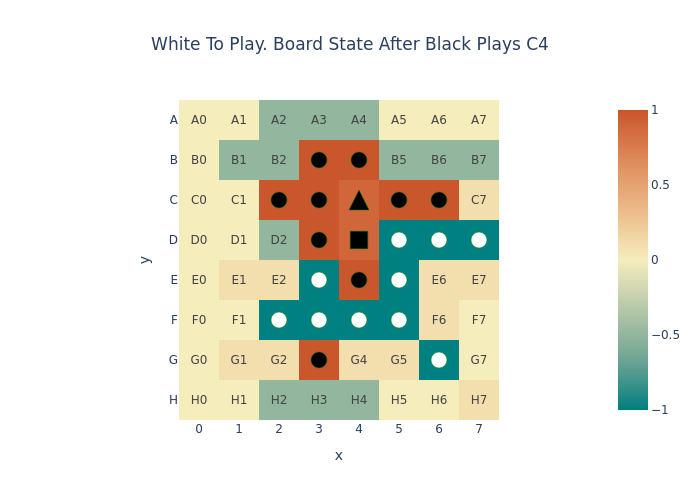 White To Play. Board State After Black Plays C4
A A0 A1 A2 A3 A4 A5 A6 A7
B B0 B1 B2 B5 B6 B7
C C0 C1 C7
D D0 D1 D2
E E0 E1 E2 E6 E7
F F0 F1 F6 F7
G G0 G1 G2 G4 G5 G7
H H0 H1 H2 H3 H4 H5 H6 H7
0 1 2 3 4 5 6 7
x
y
1
0.5
0
−0.5
−1